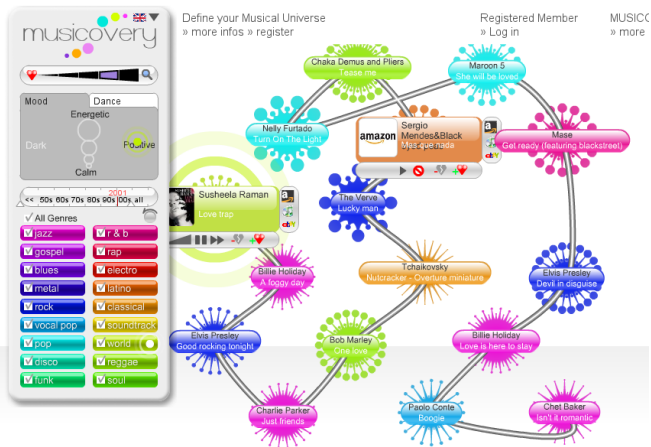 Define your Musical Universe
» more infos » register
Registered Member
» Log in
MUSICO
» more
musicovery
Mood
Dance
Energetic
Dark
Positive
Calm
2001
<< 50s 60s 70s 80s 90s 00s all
All Genres
jazz
r & b
gospel
rap
blues
electro
metal
latino
rock
classical
vocal pop
soundtrack
pop
world
disco
reggae
funk
soul
Chaka Demus and Pliers
Tease me
Maroon 5
She will be loved
Nelly Furtado
Turn On The Light
amazon
Sergio
Mendes&Black
Mas que nada
a
ebY
Mase
Get ready (featuring blackstreet)
Susheela Raman
Love trap
a
ebY
The Verve
Lucky man
Billie Holiday
A foggy day
Tchaikovsky
Nutcracker - Overture miniature
Elvis Presley
Devil in disguise
Elvis Presley
Good rocking tonight
Bob Marley
One love
Billie Holiday
Love is here to stay
Charlie Parker
Just friends
Paolo Conte
Boogie
Chet Baker
Isn't it romantic